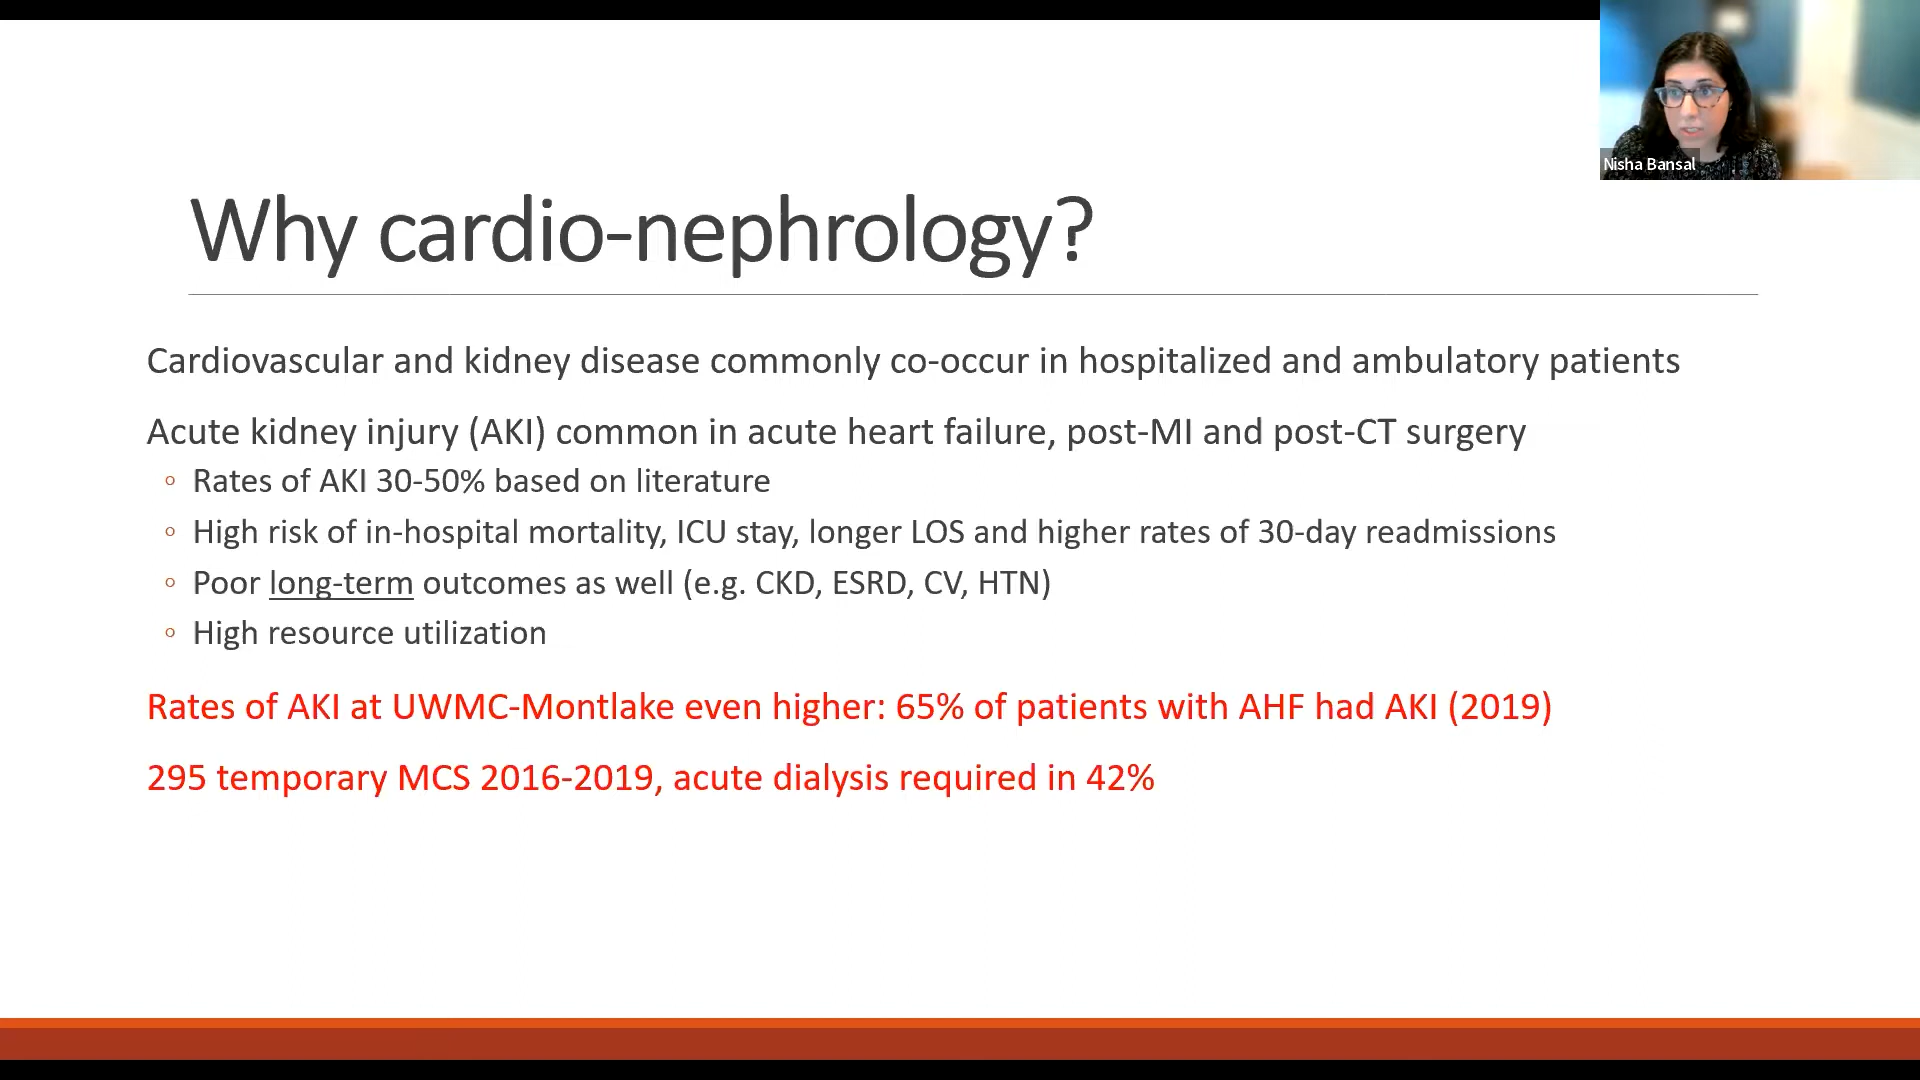 Nisha Bansal
Why cardio-nephrology?
Cardiovascular and kidney disease commonly co-occur in hospitalized and ambulatory patients
Acute kidney injury (AKI) common in acute heart failure, post-MI and post-CT surgery
◦ Rates of AKI 30-50% based on literature
◦ High risk of in-hospital mortality, ICU stay, longer LOS and higher rates of 30-day readmissions
◦ Poor long-term outcomes as well (e.g. CKD, ESRD, CV, HTN)
◦ High resource utilization
Rates of AKI at UWMC-Montlake even higher: 65% of patients with AHF had AKI (2019)
295 temporary MCS 2016-2019, acute dialysis required in 42%